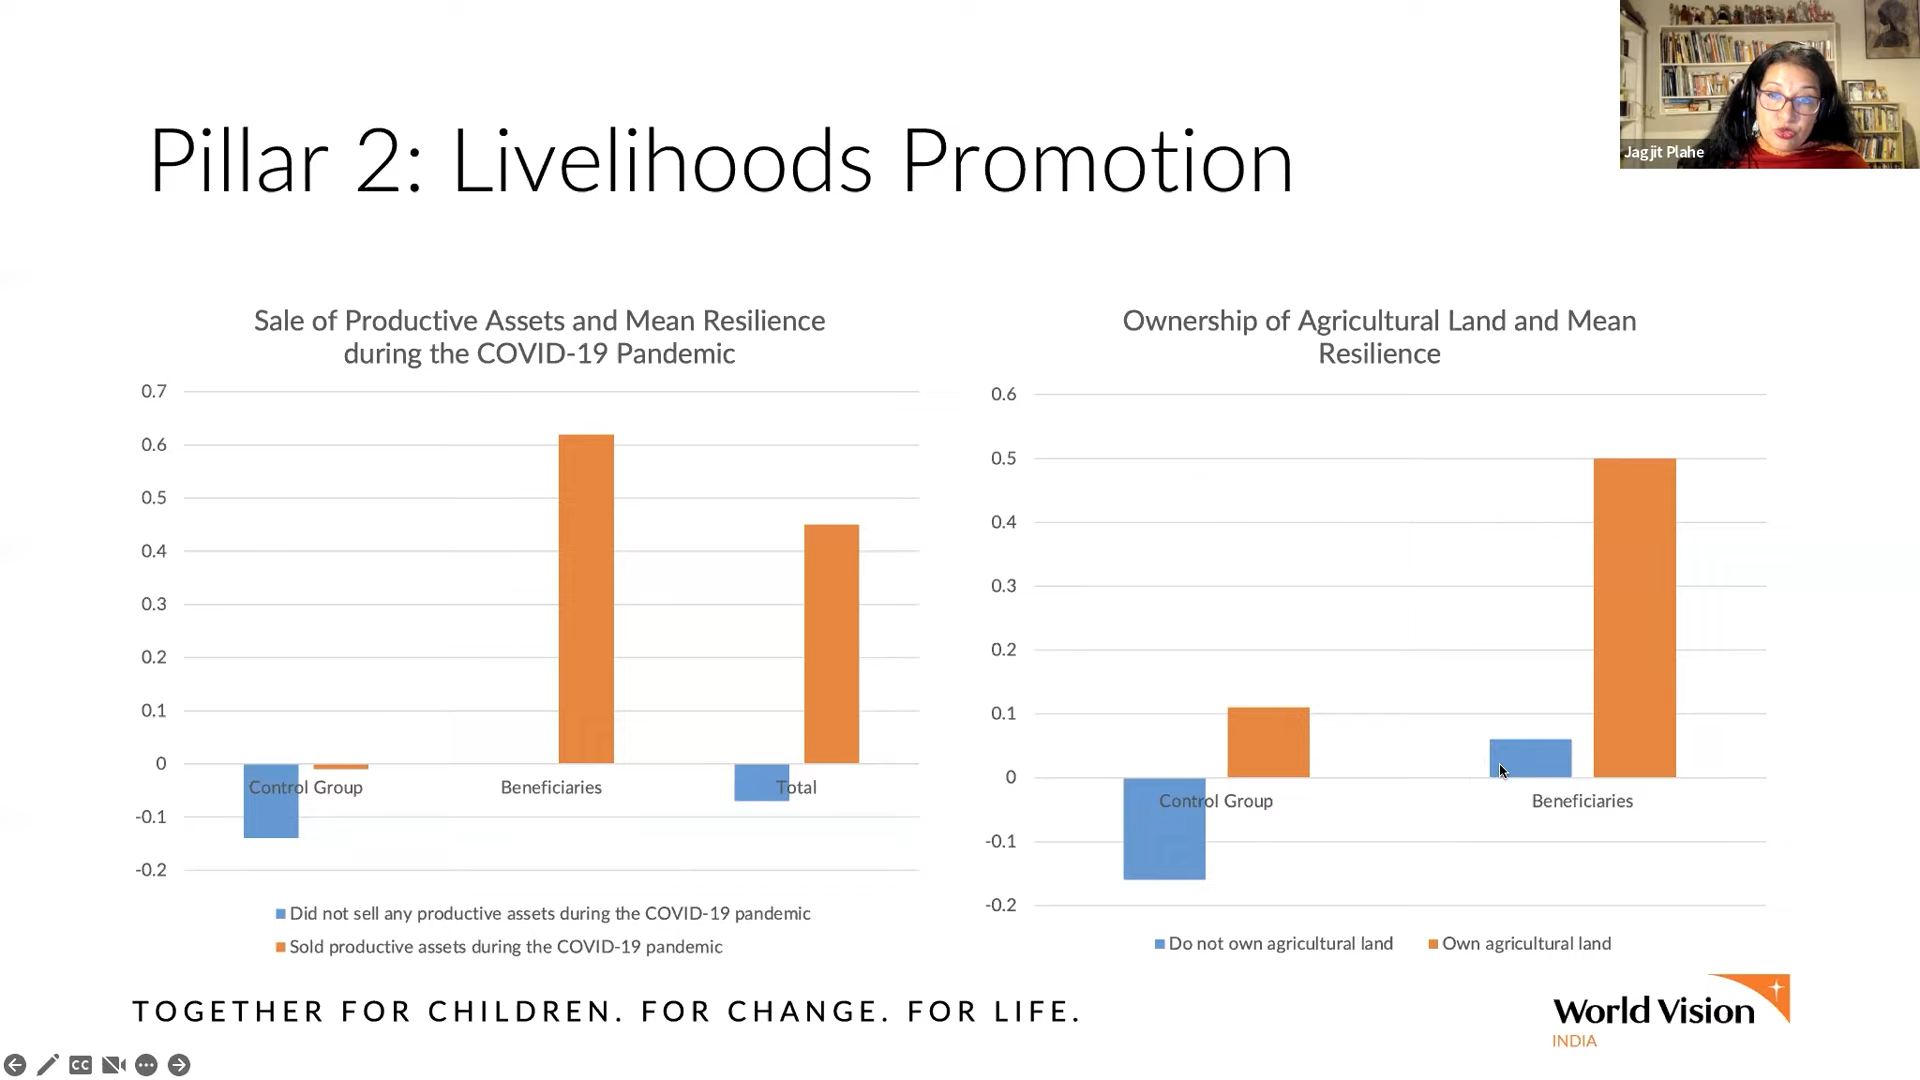 Jagjit Plahe
Pillar 2: Livelihoods Promotion
Sale of Productive Assets and Mean Resilience
during the COVID-19 Pandemic
0.7
0.6
0.5
0.4
0.3
0.2
0.1
0
-0.1
-0.2
Control Group Beneficiaries Total
Did not sell any productive assets during the COVID-19 pandemic
Sold productive assets during the COVID-19 pandemic
Ownership of Agricultural Land and Mean
Resilience
0.6
0.5
0.4
0.3
0.2
0.1
0
-0.1
-0.2
Control Group Beneficiaries
Do not own agricultural land Own agricultural land
TOGETHER FOR CHILDREN. FOR CHANGE. FOR LIFE.
World Vision
INDIA
CC